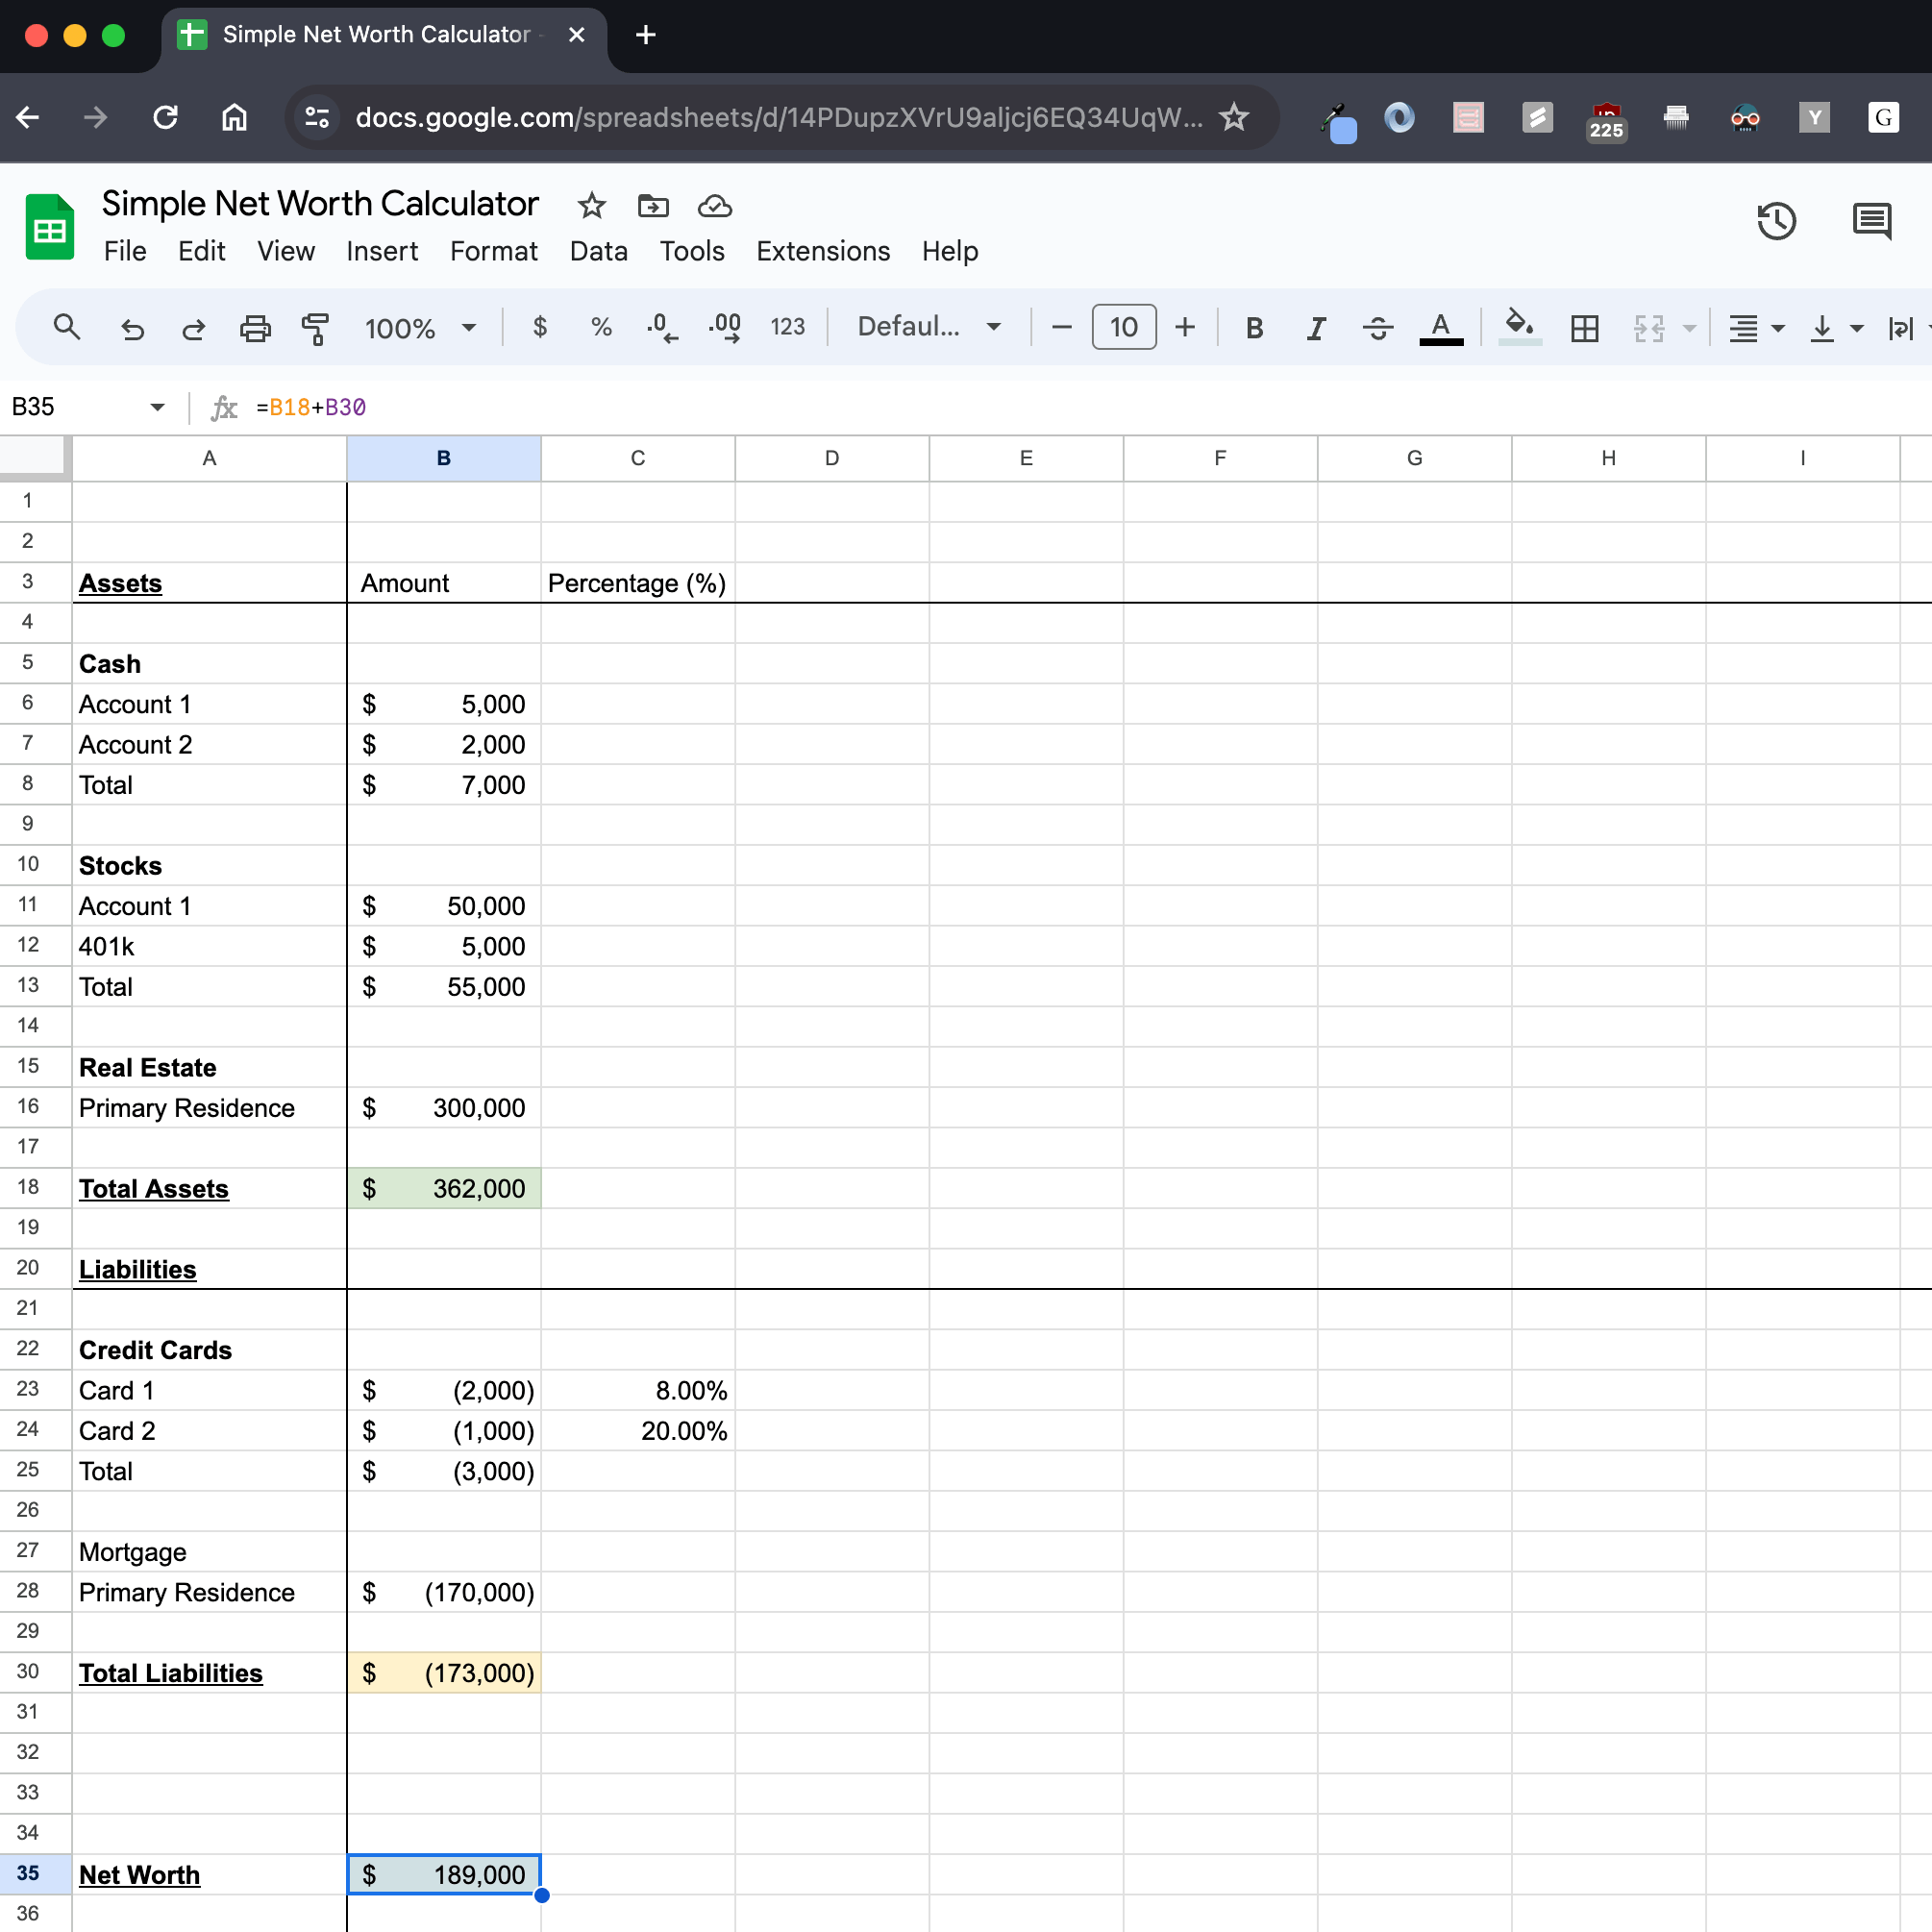 Simple Net Worth Calculator -
docs.google.com/spreadsheets/d/14PDupzXVrU9aljcj6EQ34UqW...
225
Y
G
Simple Net Worth Calculator
File Edit View Insert Format Data Tools Extensions Help
100% $ % .0 .00 123 Defaul... − 10 + B I A
B35 fx =B18+B30
A B C D E F G H I
1
2
3 Assets Amount Percentage (%)
4
5 Cash
6 Account 1 $ 5,000
7 Account 2 $ 2,000
8 Total $ 7,000
9
10 Stocks
11 Account 1 $ 50,000
12 401k $ 5,000
13 Total $ 55,000
14
15 Real Estate
16 Primary Residence $ 300,000
17
18 Total Assets $ 362,000
19
20 Liabilities
21
22 Credit Cards
23 Card 1 $ (2,000) 8.00%
24 Card 2 $ (1,000) 20.00%
25 Total $ (3,000)
26
27 Mortgage
28 Primary Residence $ (170,000)
29
30 Total Liabilities $ (173,000)
31
32
33
34
35 Net Worth $ 189,000
36